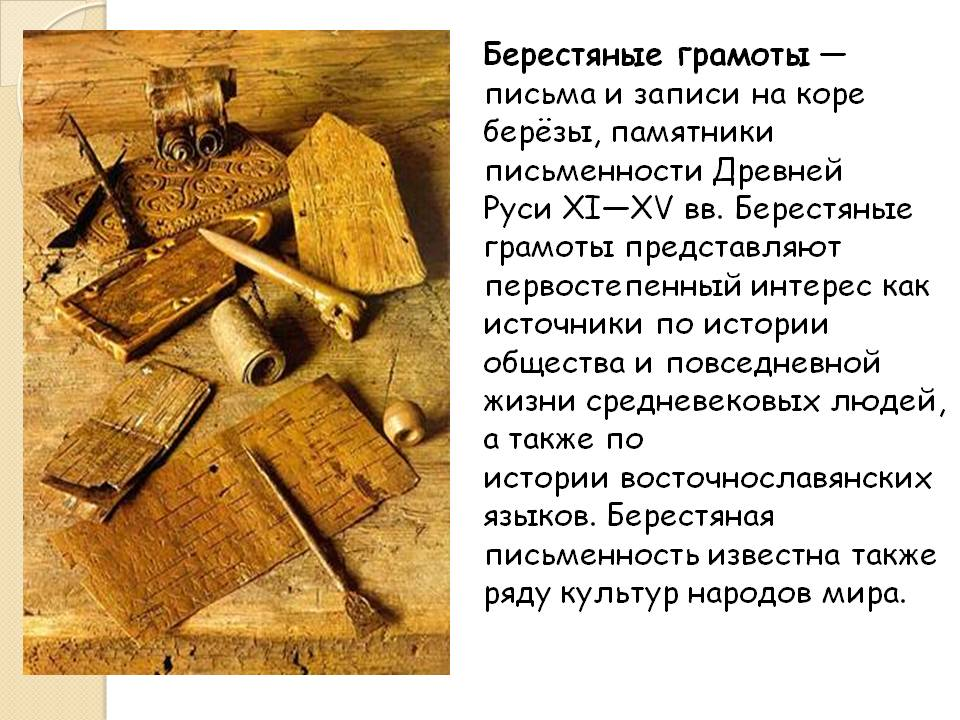 Берестяные грамоты —
письма и записи на коре
берёзы, памятники
письменности Древней
Руси XI—XV вв. Берестяные
грамоты представляют
первостепенный интерес как
источники по истории
общества и повседневной
жизни средневековых людей,
а также по
истории восточнославянских
языков. Берестяная
письменность известна также
ряду культур народов мира.